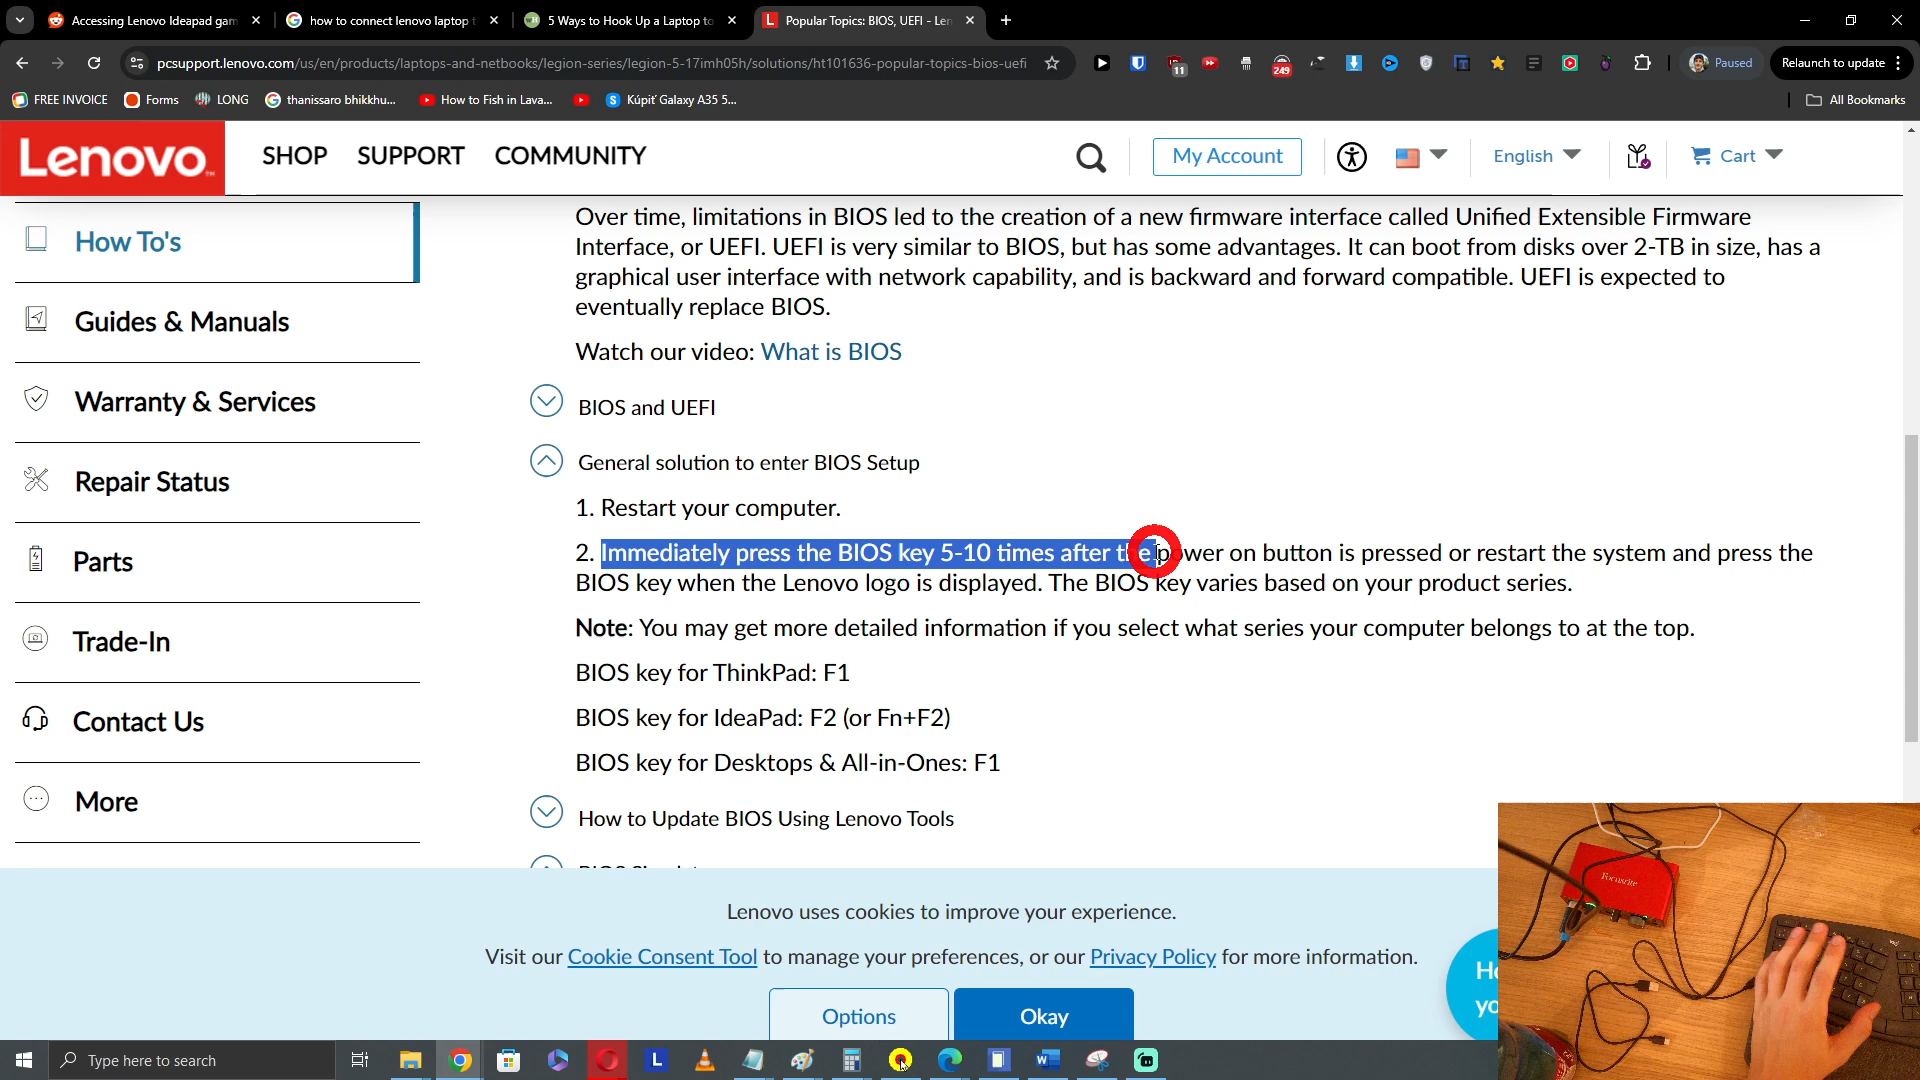 Accessing Lenovo Ideapad gam
how to connect lenovo laptop t
5 Ways to Hook Up a Laptop to
Popular Topics: BIOS, UEFI - Len
pcsupport.lenovo.com/us/en/products/laptops-and-netbooks/legion-series/legion-5-17imh05h/solutions/ht101636-popular-topics-bios-uefi
11
249
Paused
Relaunch to update
FREE INVOICE
Forms
LONG
thanissaro bhikkhu...
How to Fish in Lava...
Kúpiť Galaxy A35 5...
All Bookmarks
Lenovo
SHOP
SUPPORT
COMMUNITY
My Account
English
Cart
How To's
Guides & Manuals
Warranty & Services
Repair Status
Parts
Trade-In
Contact Us
More
Over time, limitations in BIOS led to the creation of a new firmware interface called Unified Extensible Firmware
Interface, or UEFI. UEFI is very similar to BIOS, but has some advantages. It can boot from disks over 2-TB in size, has a
graphical user interface with network capability, and is backward and forward compatible. UEFI is expected to
eventually replace BIOS.
Watch our video: What is BIOS
BIOS and UEFI
General solution to enter BIOS Setup
1. Restart your computer.
2. Immediately press the BIOS key 5-10 times after the power on button is pressed or restart the system and press the
BIOS key when the Lenovo logo is displayed. The BIOS key varies based on your product series.
Note: You may get more detailed information if you select what series your computer belongs to at the top.
BIOS key for ThinkPad: F1
BIOS key for IdeaPad: F2 (or Fn+F2)
BIOS key for Desktops & All-in-Ones: F1
How to Update BIOS Using Lenovo Tools
Lenovo uses cookies to improve your experience.
Visit our Cookie Consent Tool to manage your preferences, or our Privacy Policy for more information.
Options
Okay
Focusrite
Type here to search